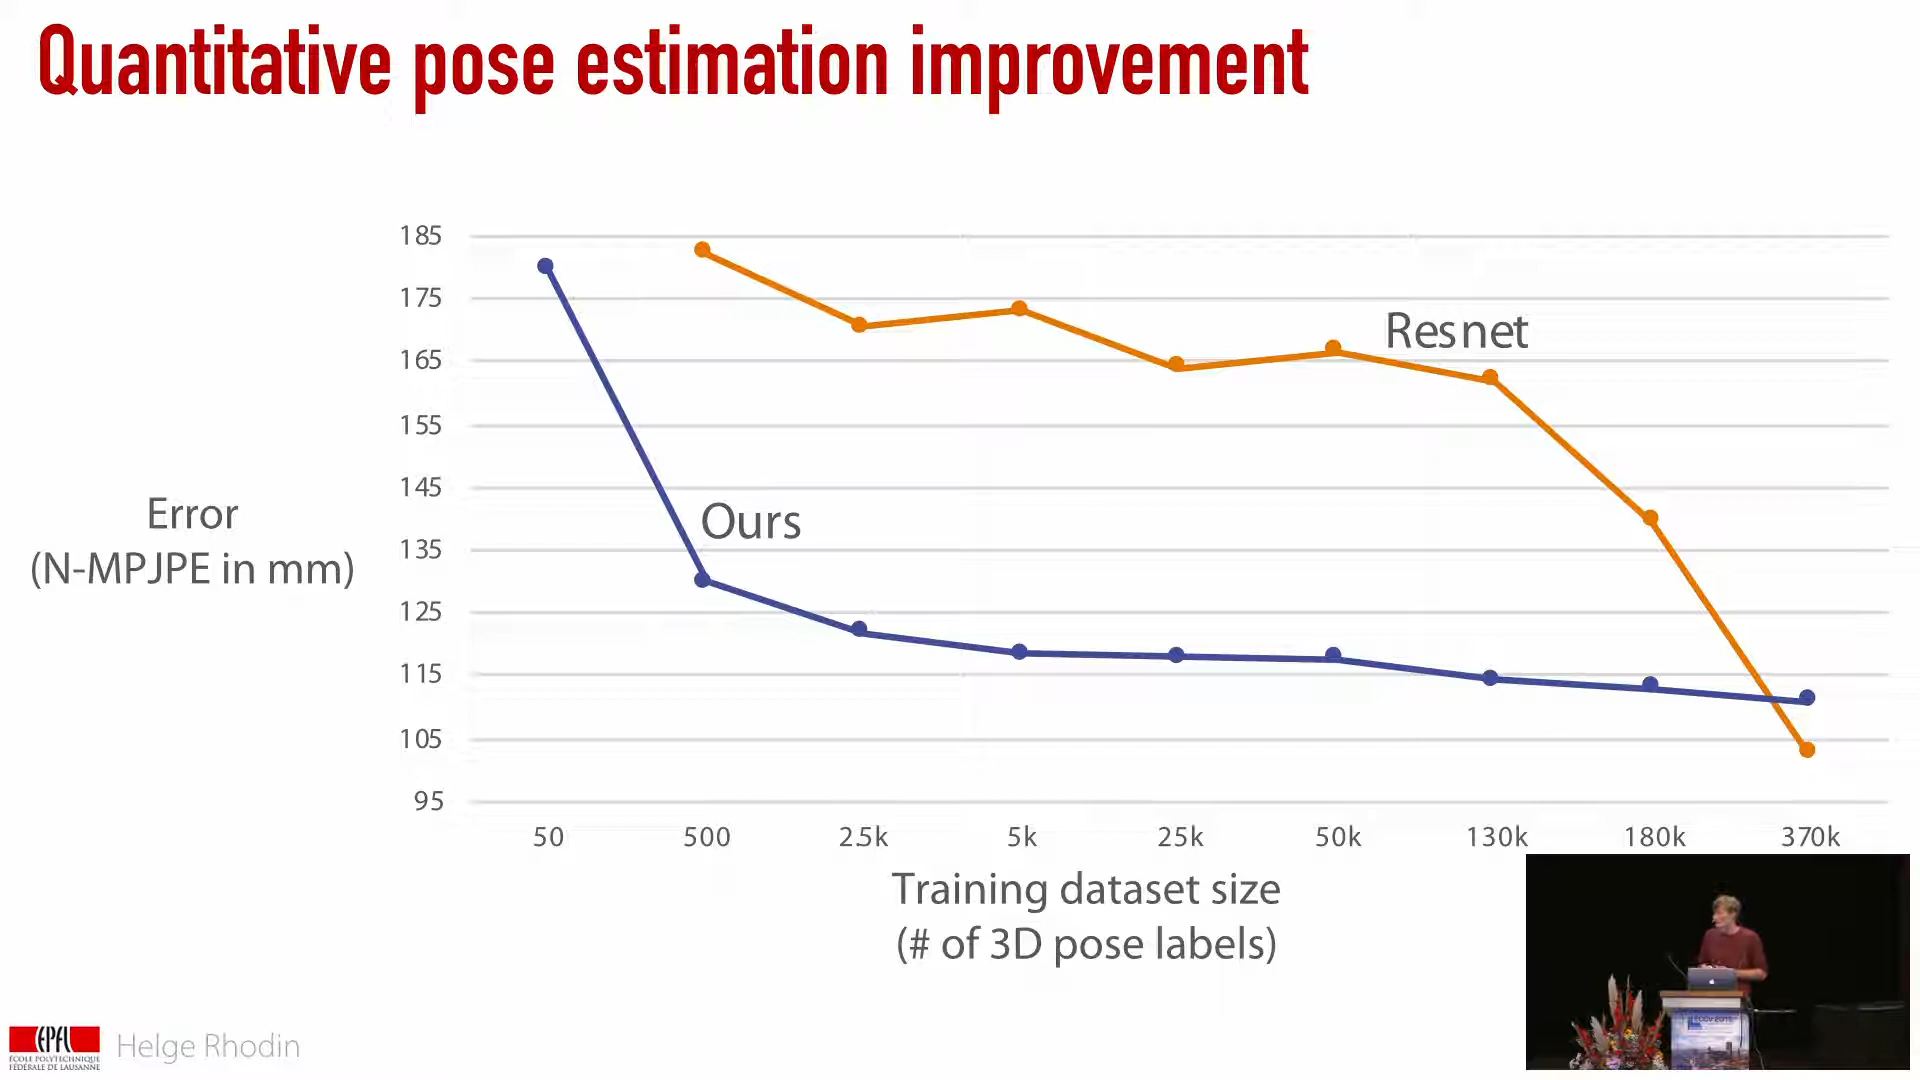 Quantitative pose estimation improvement
185
175
165
155
145
135
125
115
105
95
Error
(N-MPJPE in mm)
Resnet
Ours
50 500 2.5k 5k 25k 50k 130k 180k 370k
Training dataset size
(# of 3D pose labels)
EPFL
ÉCOLE POLYTECHNIQUE
FÉDÉRALE DE LAUSANNE
Helge Rhodin
ECCV 2018